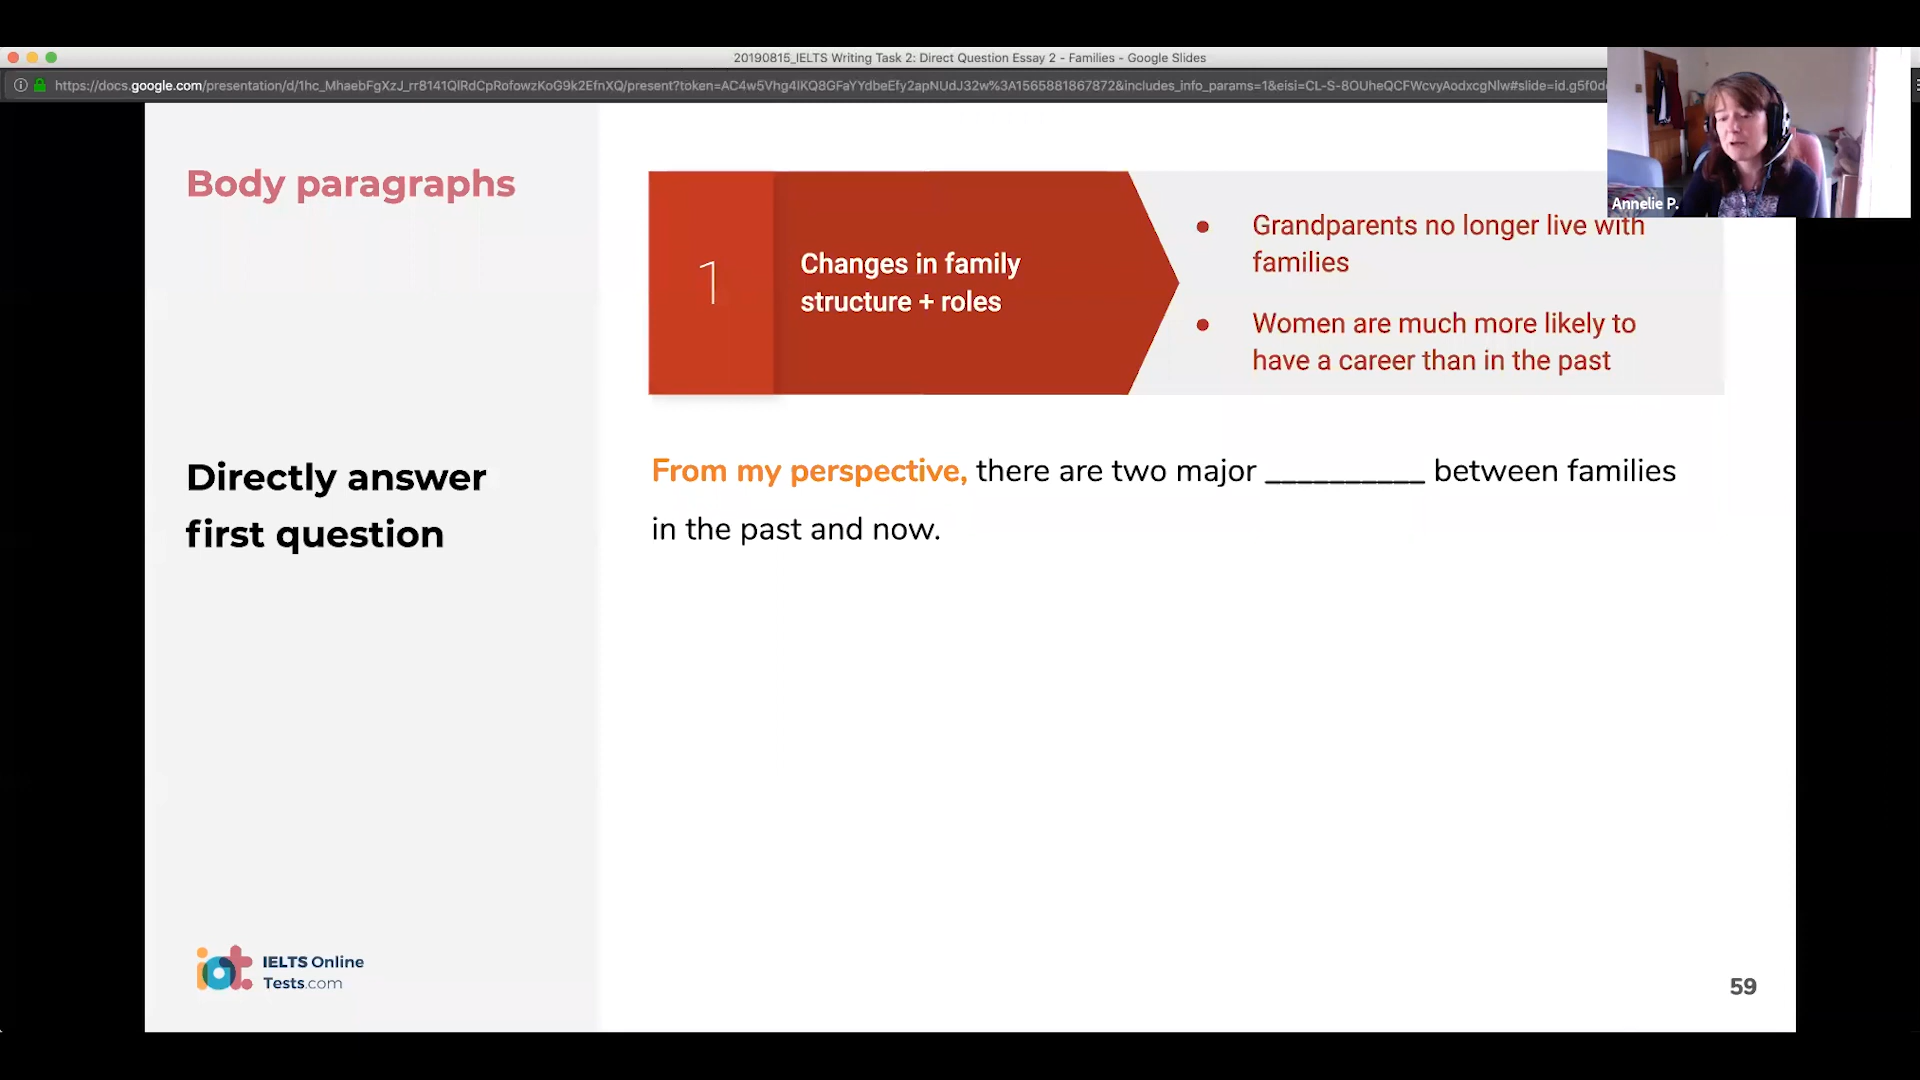 20190815_IELTS Writing Task 2: Direct Question Essay 2 - Families - Google Slides
https://docs.google.com/presentation/d/1hc_MhaebFgXzJ_rr8141QlRdCpRofowzKoG9k2EfnXQ/present?token=AC4w5Vhg4lKQ8GFaYYdbeEfy2apNUdJ32w%3A1565881867872&includes_info_params=1&eisi=CL-S-8OUheQCFWcvyAodxcgNlw#slide=id.g5f0d
Annelie P.
Body paragraphs
1
Changes in family
structure + roles
● Grandparents no longer live with
families
● Women are much more likely to
have a career than in the past
Directly answer
first question
From my perspective, there are two major __________ between families
in the past and now.
iot IELTS Online
Tests.com
59